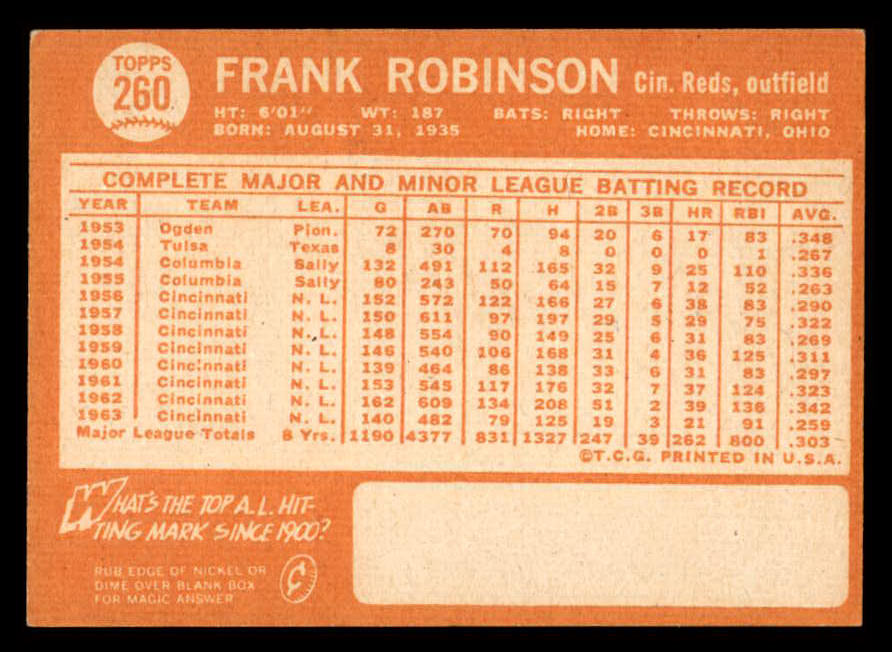 TOPPS
260
FRANK ROBINSON Cin. Reds, outfield
HT: 6'01" WT: 187 BATS: RIGHT THROWS: RIGHT
BORN: AUGUST 31, 1935 HOME: CINCINNATI, OHIO
COMPLETE MAJOR AND MINOR LEAGUE BATTING RECORD
YEAR TEAM LEA. G AB R H 2B 3B HR RBI AVG.
1953 Ogden Pion. 72 270 70 94 20 6 17 83 .348
1954 Tulsa Texas 8 30 4 8 0 0 0 1 .267
1954 Columbia Sally 132 491 112 165 32 9 25 110 .336
1955 Columbia Sally 80 243 50 64 15 7 12 52 .263
1956 Cincinnati N. L. 152 572 122 166 27 6 38 83 .290
1957 Cincinnati N. L. 150 611 97 197 29 5 29 75 .322
1958 Cincinnati N. L. 148 554 90 149 25 6 31 83 .269
1959 Cincinnati N. L. 146 540 106 168 31 4 36 125 .311
1960 Cincinnati N. L. 139 464 86 138 33 6 31 83 .297
1961 Cincinnati N. L. 153 545 117 176 32 7 37 124 .323
1962 Cincinnati N. L. 162 609 134 208 51 2 39 136 .342
1963 Cincinnati N. L. 140 482 79 125 19 3 21 91 .259
Major League Totals 8 Yrs. 1190 4377 831 1327 247 39 262 800 .303
©T.C.G. PRINTED IN U.S.A.
WHAT'S THE TOP A.L. HIT-
TING MARK SINCE 1900?
RUB EDGE OF NICKEL OR
DIME OVER BLANK BOX
FOR MAGIC ANSWER
¢